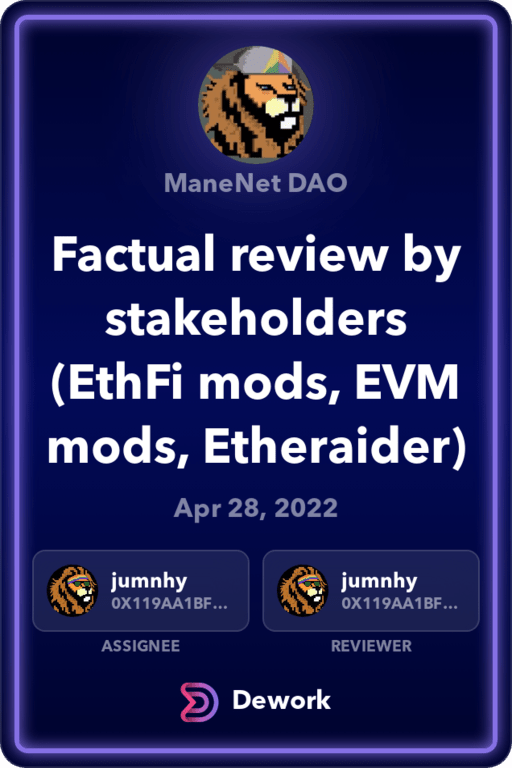 ManeNet DAO
Factual review by
stakeholders
(EthFi mods, EVM
mods, Etheraider)
Apr 28, 2022
jumnhy
0X119AA1BF...
ASSIGNEE
jumnhy
0X119AA1BF...
REVIEWER
Dework